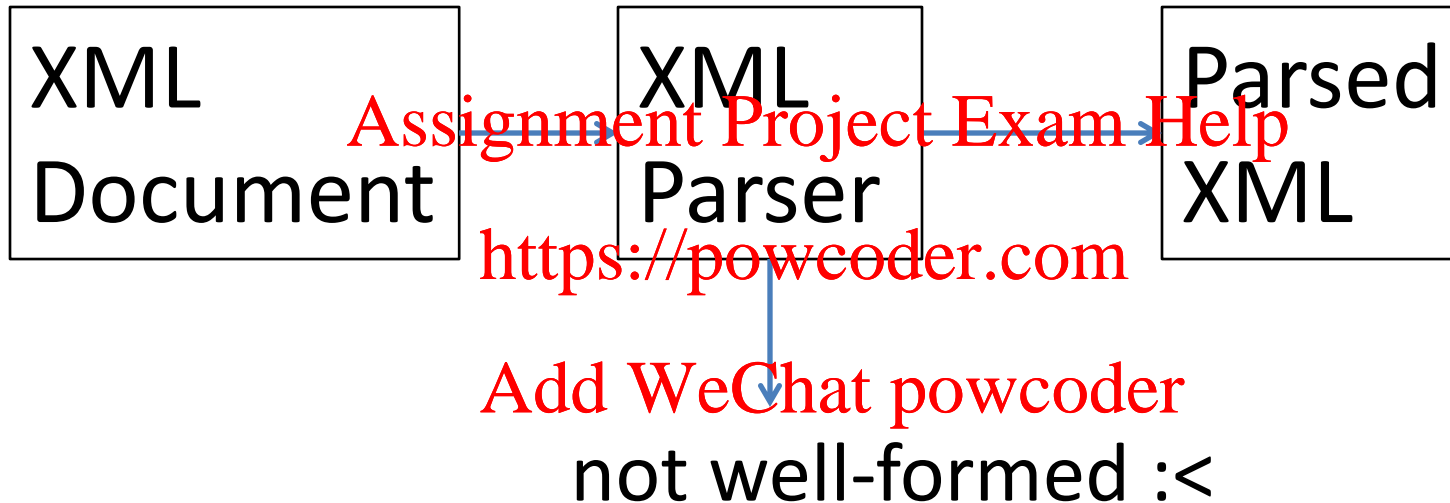 XML
Document
XML
Parser
Parsed
XML
Assignment Project Exam Help
https://powcoder.com
Add WeChat powcoder
not well-formed :<